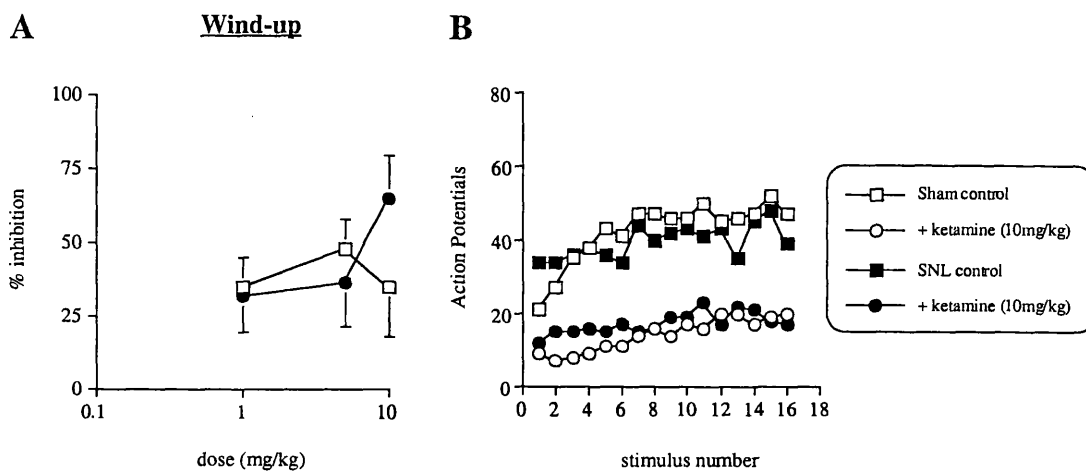 A
Wind-up
B
100
75
50
25
0
% inhibition
0.1
1
10
dose (mg/kg)
80
60
40
20
0
Action Potentials
0
2
4
6
8
10
12
14
16
18
stimulus number
Sham control
+ ketamine (10mg/kg)
SNL control
+ ketamine (10mg/kg)